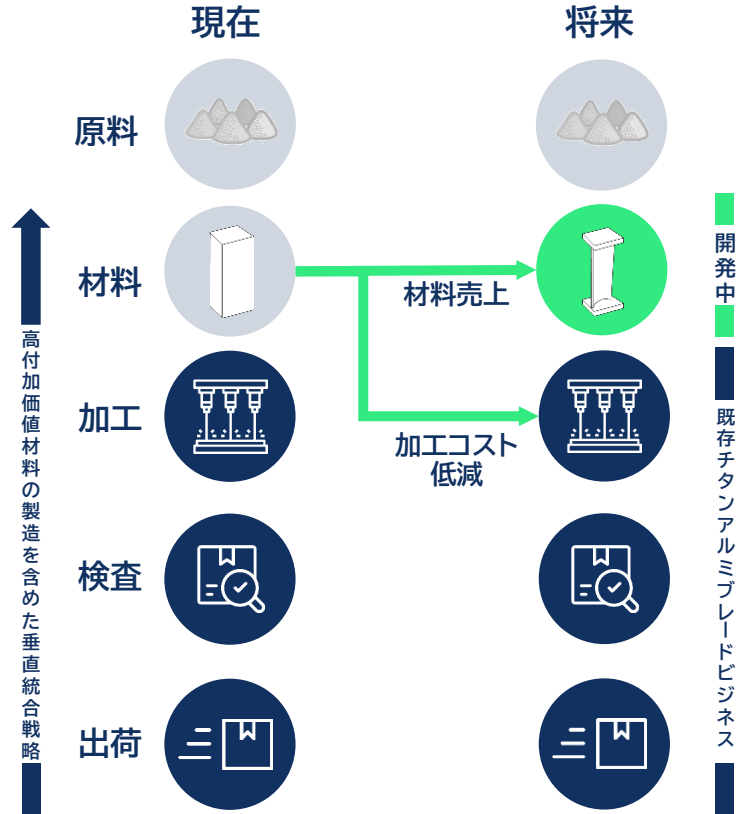 現在
将来
原料
材料
材料売上
加工
加工コスト
低減
検査
出荷
高付加価値材料の製造を含めた垂直統合戦略
開発中
既存チタンアルミブレードビジネス